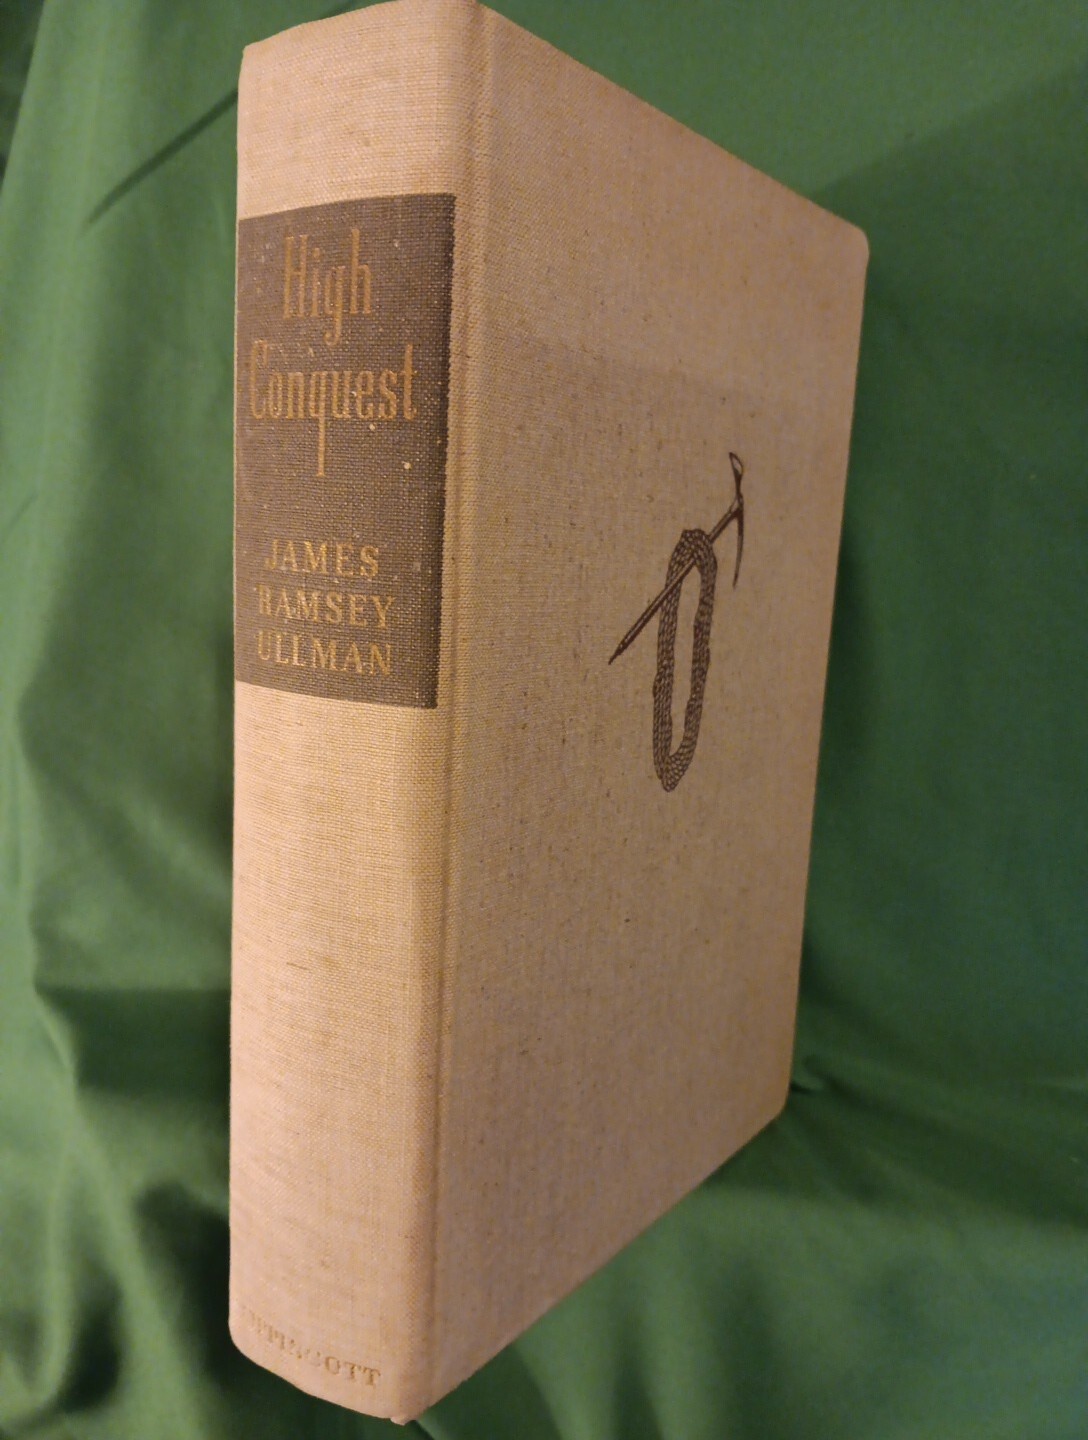 High
Conquest
JAMES
RAMSEY
ULLMAN
LIPPINCOTT